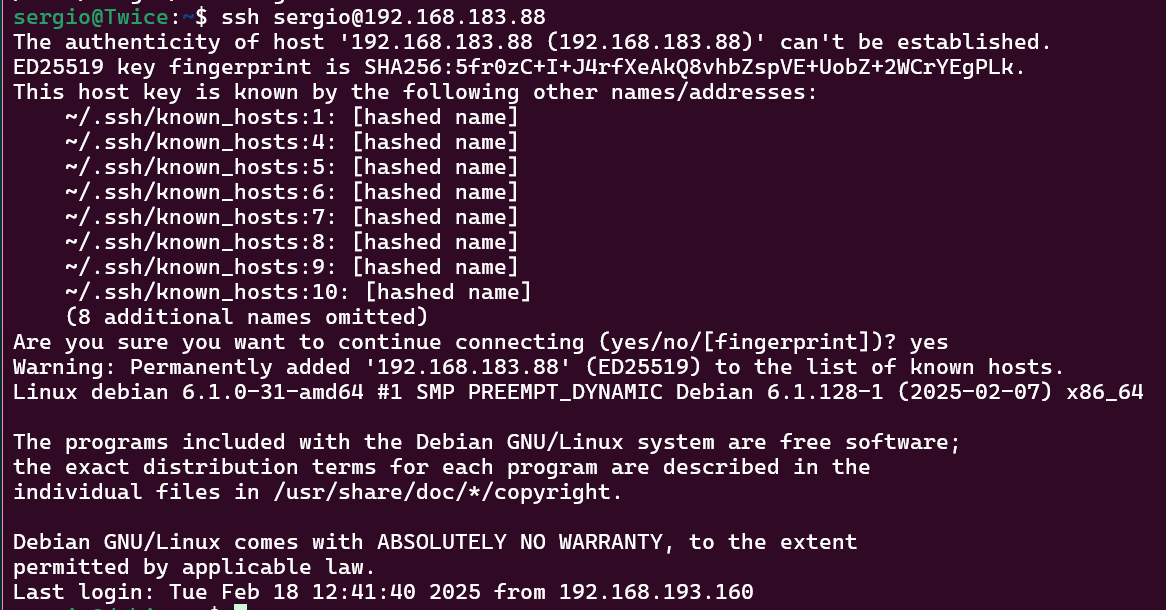 sergio@Twice:~$ ssh sergio@192.168.183.88
The authenticity of host '192.168.183.88 (192.168.183.88)' can't be established.
ED25519 key fingerprint is SHA256:5fr0zC+I+J4rfXeAkQ8vhbZspVE+UobZ+2WCrYEgPLk.
This host key is known by the following other names/addresses:
    ~/.ssh/known_hosts:1: [hashed name]
    ~/.ssh/known_hosts:4: [hashed name]
    ~/.ssh/known_hosts:5: [hashed name]
    ~/.ssh/known_hosts:6: [hashed name]
    ~/.ssh/known_hosts:7: [hashed name]
    ~/.ssh/known_hosts:8: [hashed name]
    ~/.ssh/known_hosts:9: [hashed name]
    ~/.ssh/known_hosts:10: [hashed name]
    (8 additional names omitted)
Are you sure you want to continue connecting (yes/no/[fingerprint])? yes
Warning: Permanently added '192.168.183.88' (ED25519) to the list of known hosts.
Linux debian 6.1.0-31-amd64 #1 SMP PREEMPT_DYNAMIC Debian 6.1.128-1 (2025-02-07) x86_64

The programs included with the Debian GNU/Linux system are free software;
the exact distribution terms for each program are described in the
individual files in /usr/share/doc/*/copyright.

Debian GNU/Linux comes with ABSOLUTELY NO WARRANTY, to the extent
permitted by applicable law.
Last login: Tue Feb 18 12:41:40 2025 from 192.168.193.160